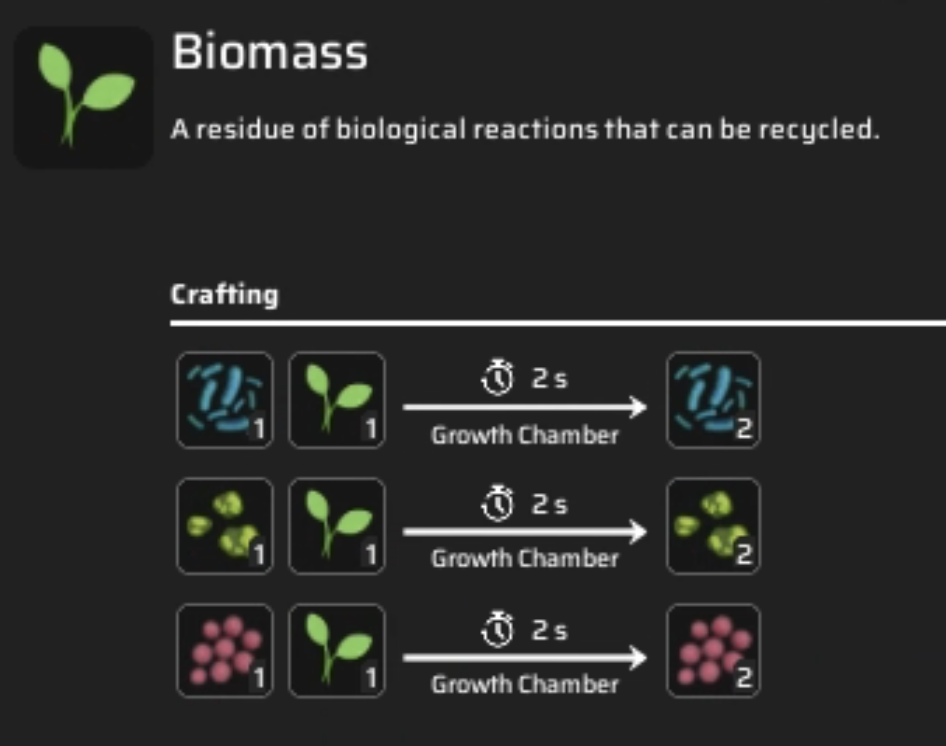 Biomass
A residue of biological reactions that can be recycled.
Crafting
2 s
1 1 Growth Chamber 2
2 s
1 1 Growth Chamber 2
2 s
1 1 Growth Chamber 2